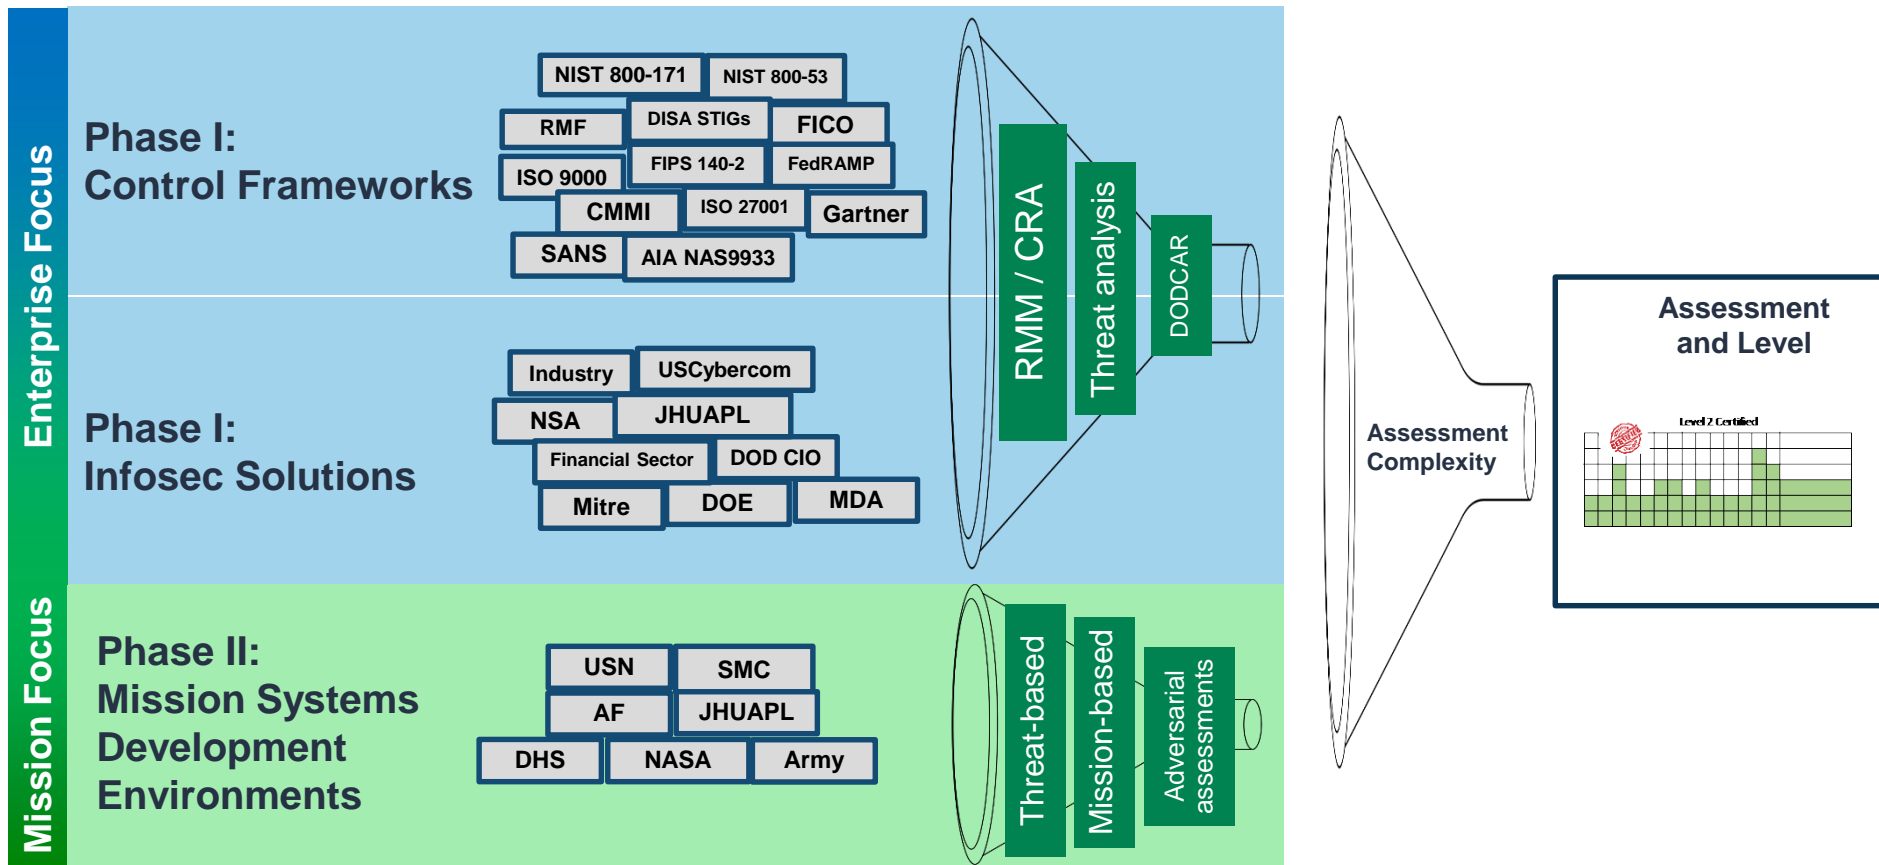 Enterprise Focus
Phase I:
Control Frameworks
NIST 800-171
NIST 800-53
RMF
DISA STIGs
FICO
ISO 9000
FIPS 140-2
FedRAMP
CMMI
ISO 27001
Gartner
SANS
AIA NAS9933
Phase I:
Infosec Solutions
Industry
USCybercom
NSA
JHUAPL
Financial Sector
DOD CIO
Mitre
DOE
MDA
RMM / CRA
Threat analysis
DODCAR
Mission Focus
Phase II:
Mission Systems
Development
Environments
USN
SMC
AF
JHUAPL
DHS
NASA
Army
Threat-based
Mission-based
Adversarial
assessments
Assessment
Complexity
Assessment
and Level
Level 2 Certified
CERTIFIED